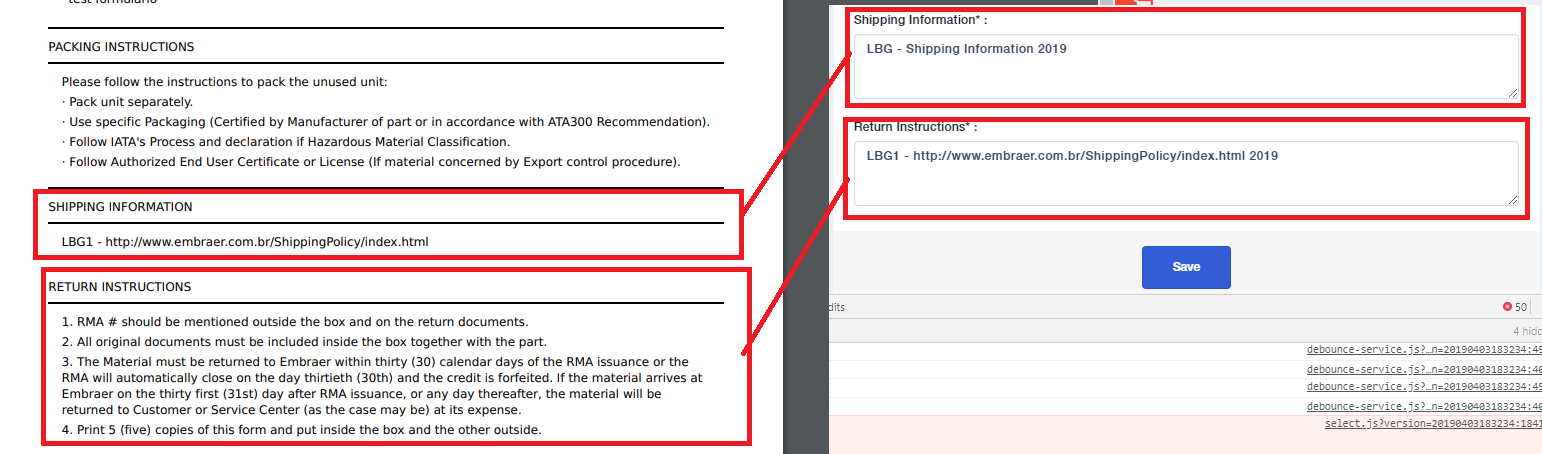 test formulario
PACKING INSTRUCTIONS
Please follow the instructions to pack the unused unit:
· Pack unit separately.
· Use specific Packaging (Certified by Manufacturer of part or in accordance with ATA300 Recommendation).
· Follow IATA's Process and declaration if Hazardous Material Classification.
· Follow Authorized End User Certificate or License (If material concerned by Export control procedure).
SHIPPING INFORMATION
LBG1 - http://www.embraer.com.br/ShippingPolicy/index.html
RETURN INSTRUCTIONS
1. RMA # should be mentioned outside the box and on the return documents.
2. All original documents must be included inside the box together with the part.
3. The Material must be returned to Embraer within thirty (30) calendar days of the RMA issuance or the
RMA will automatically close on the day thirtieth (30th) and the credit is forfeited. If the material arrives at
Embraer on the thirty first (31st) day after RMA issuance, or any day thereafter, the material will be
returned to Customer or Service Center (as the case may be) at its expense.
4. Print 5 (five) copies of this form and put inside the box and the other outside.
Shipping Information* :
LBG - Shipping Information 2019
Return Instructions* :
LBG1 - http://www.embraer.com.br/ShippingPolicy/index.html 2019
Save
dits
50
4 hidd
debounce-service.js?…n=20190403183234:45
debounce-service.js?…n=20190403183234:40
debounce-service.js?…n=20190403183234:45
debounce-service.js?…n=20190403183234:40
select.js?version=20190403183234:1841